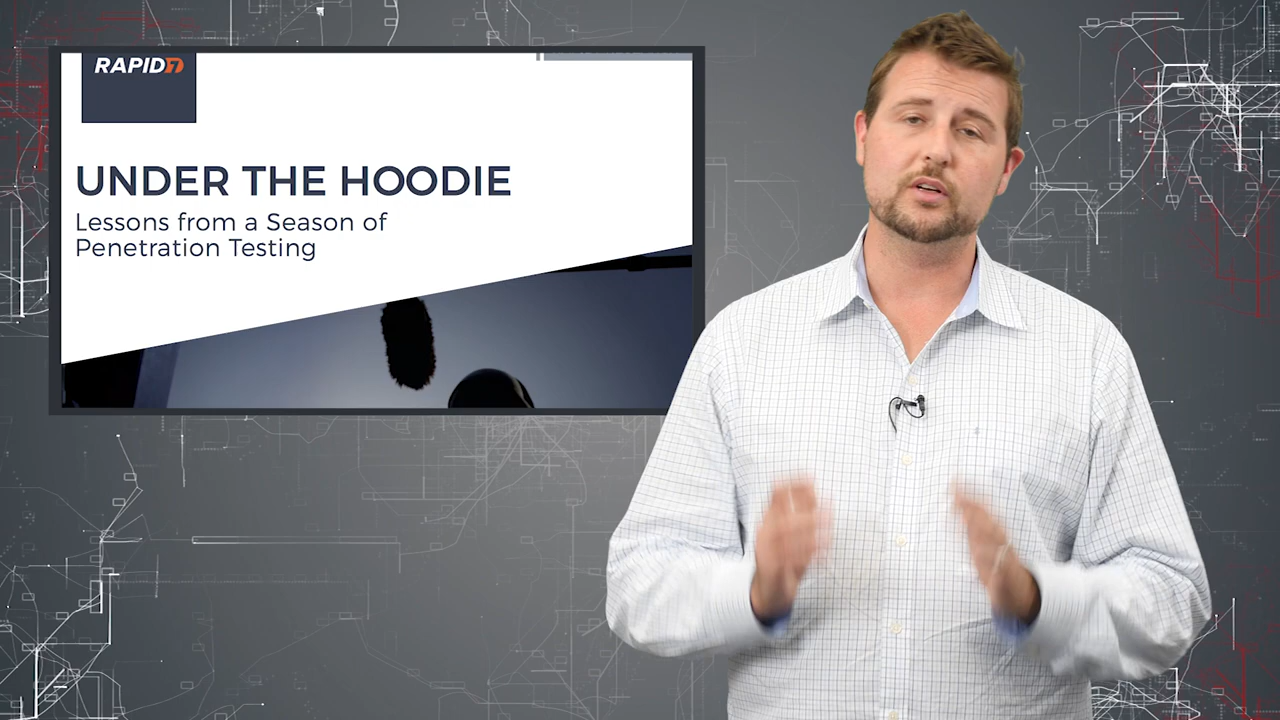 RAPID7
UNDER THE HOODIE
Lessons from a Season of
Penetration Testing